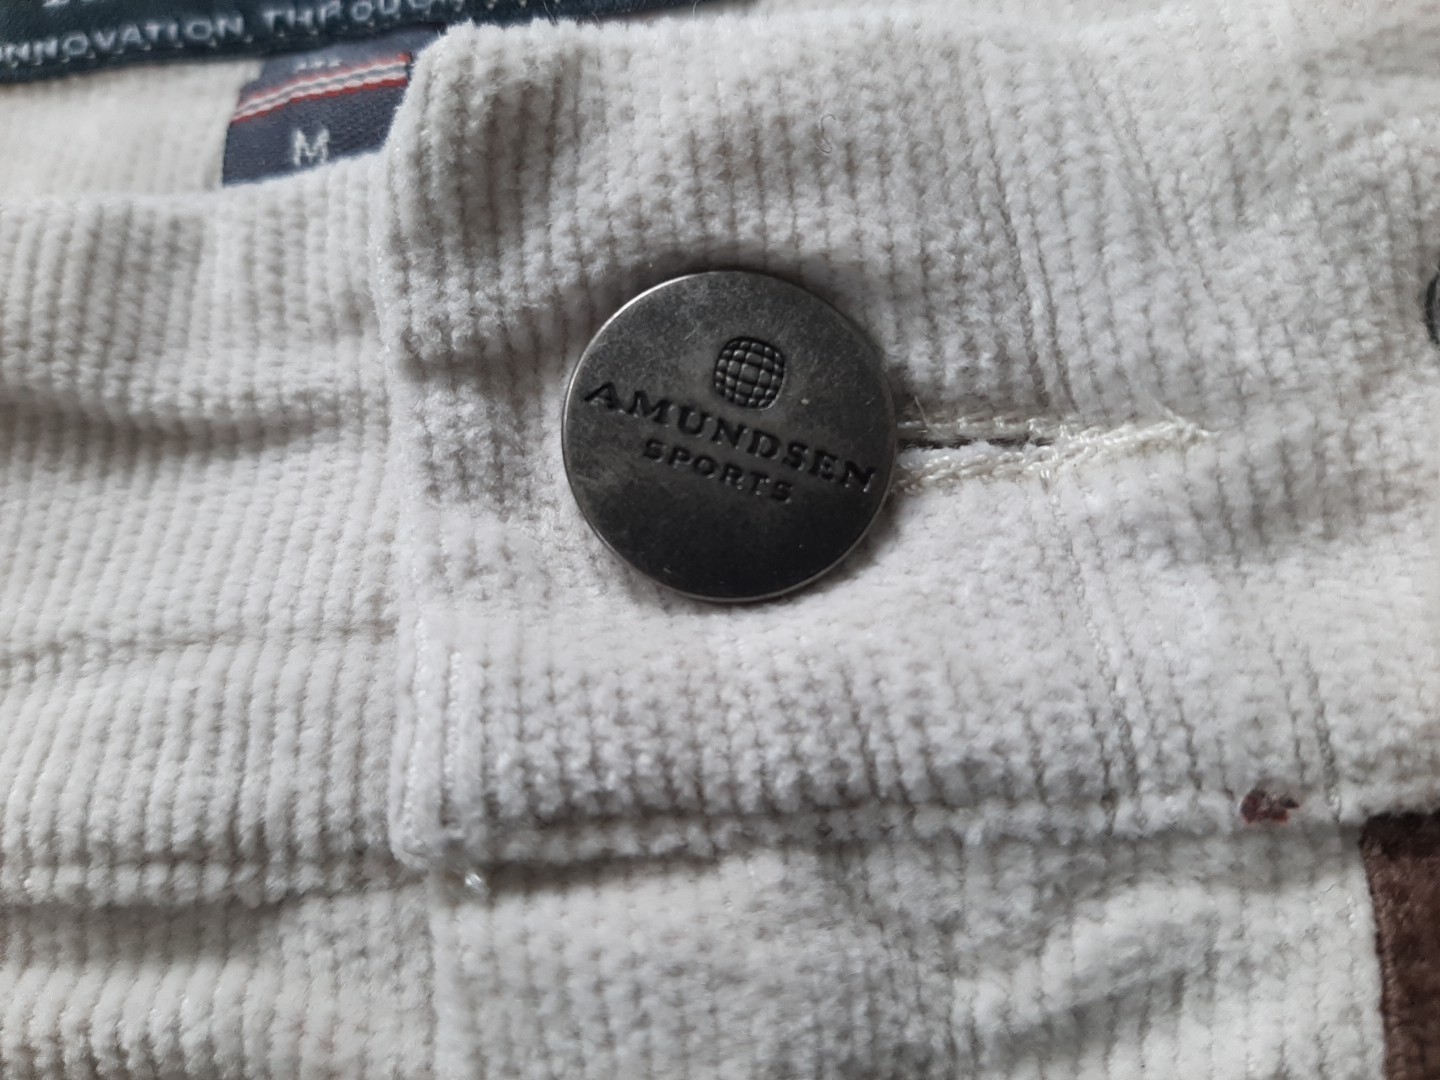 INNOVATION THROUGH
M
AMUNDSEN
SPORTS